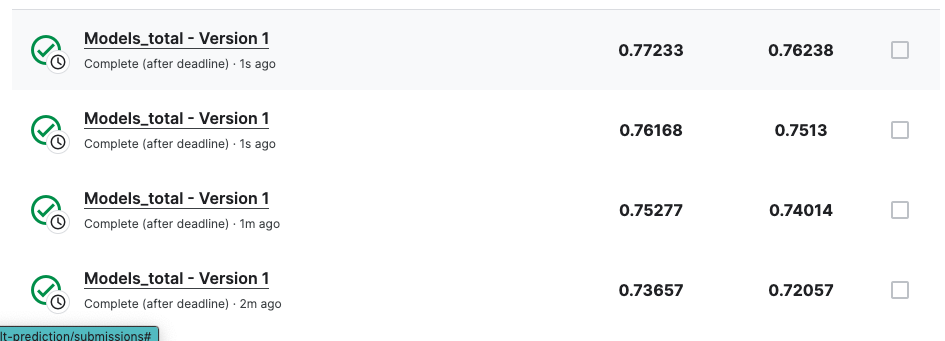 Models_total - Version 1
Complete (after deadline) · 1s ago
0.77233 0.76238
Models_total - Version 1
Complete (after deadline) · 1s ago
0.76168 0.7513
Models_total - Version 1
Complete (after deadline) · 1m ago
0.75277 0.74014
Models_total - Version 1
Complete (after deadline) · 2m ago
0.73657 0.72057
lt-prediction/submissions#